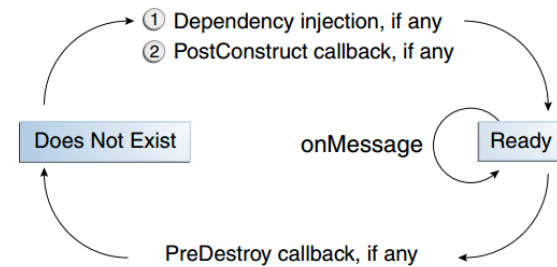 1 Dependency injection, if any
2 PostConstruct callback, if any
Does Not Exist
onMessage
Ready
PreDestroy callback, if any